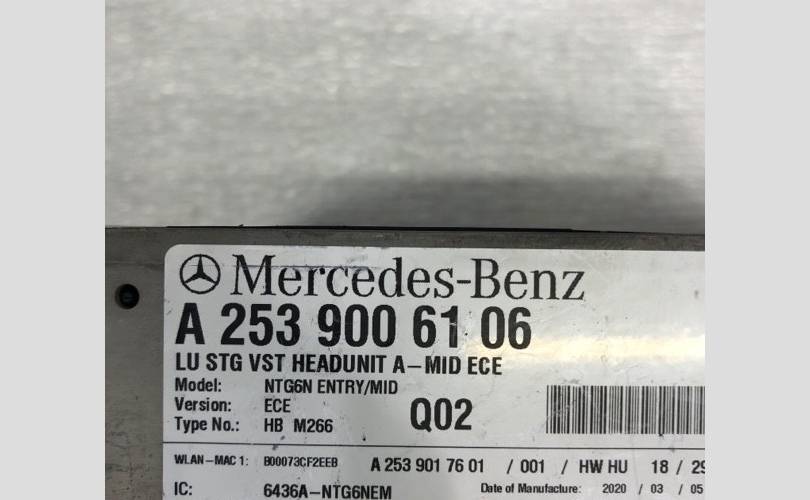 Mercedes-Benz
A 253 900 61 06
LU STG VST HEADUNIT A-MID ECE
Model: NTG6N ENTRY/MID
Version: ECE
Q02
Type No.: HB M266
WLAN-MAC 1: B00073CF2EEB A 253 901 76 01 / 001 / HW HU 18 / 29
IC: 6436A-NTG6NEM Date of Manufacture: 2020 / 03 / 05